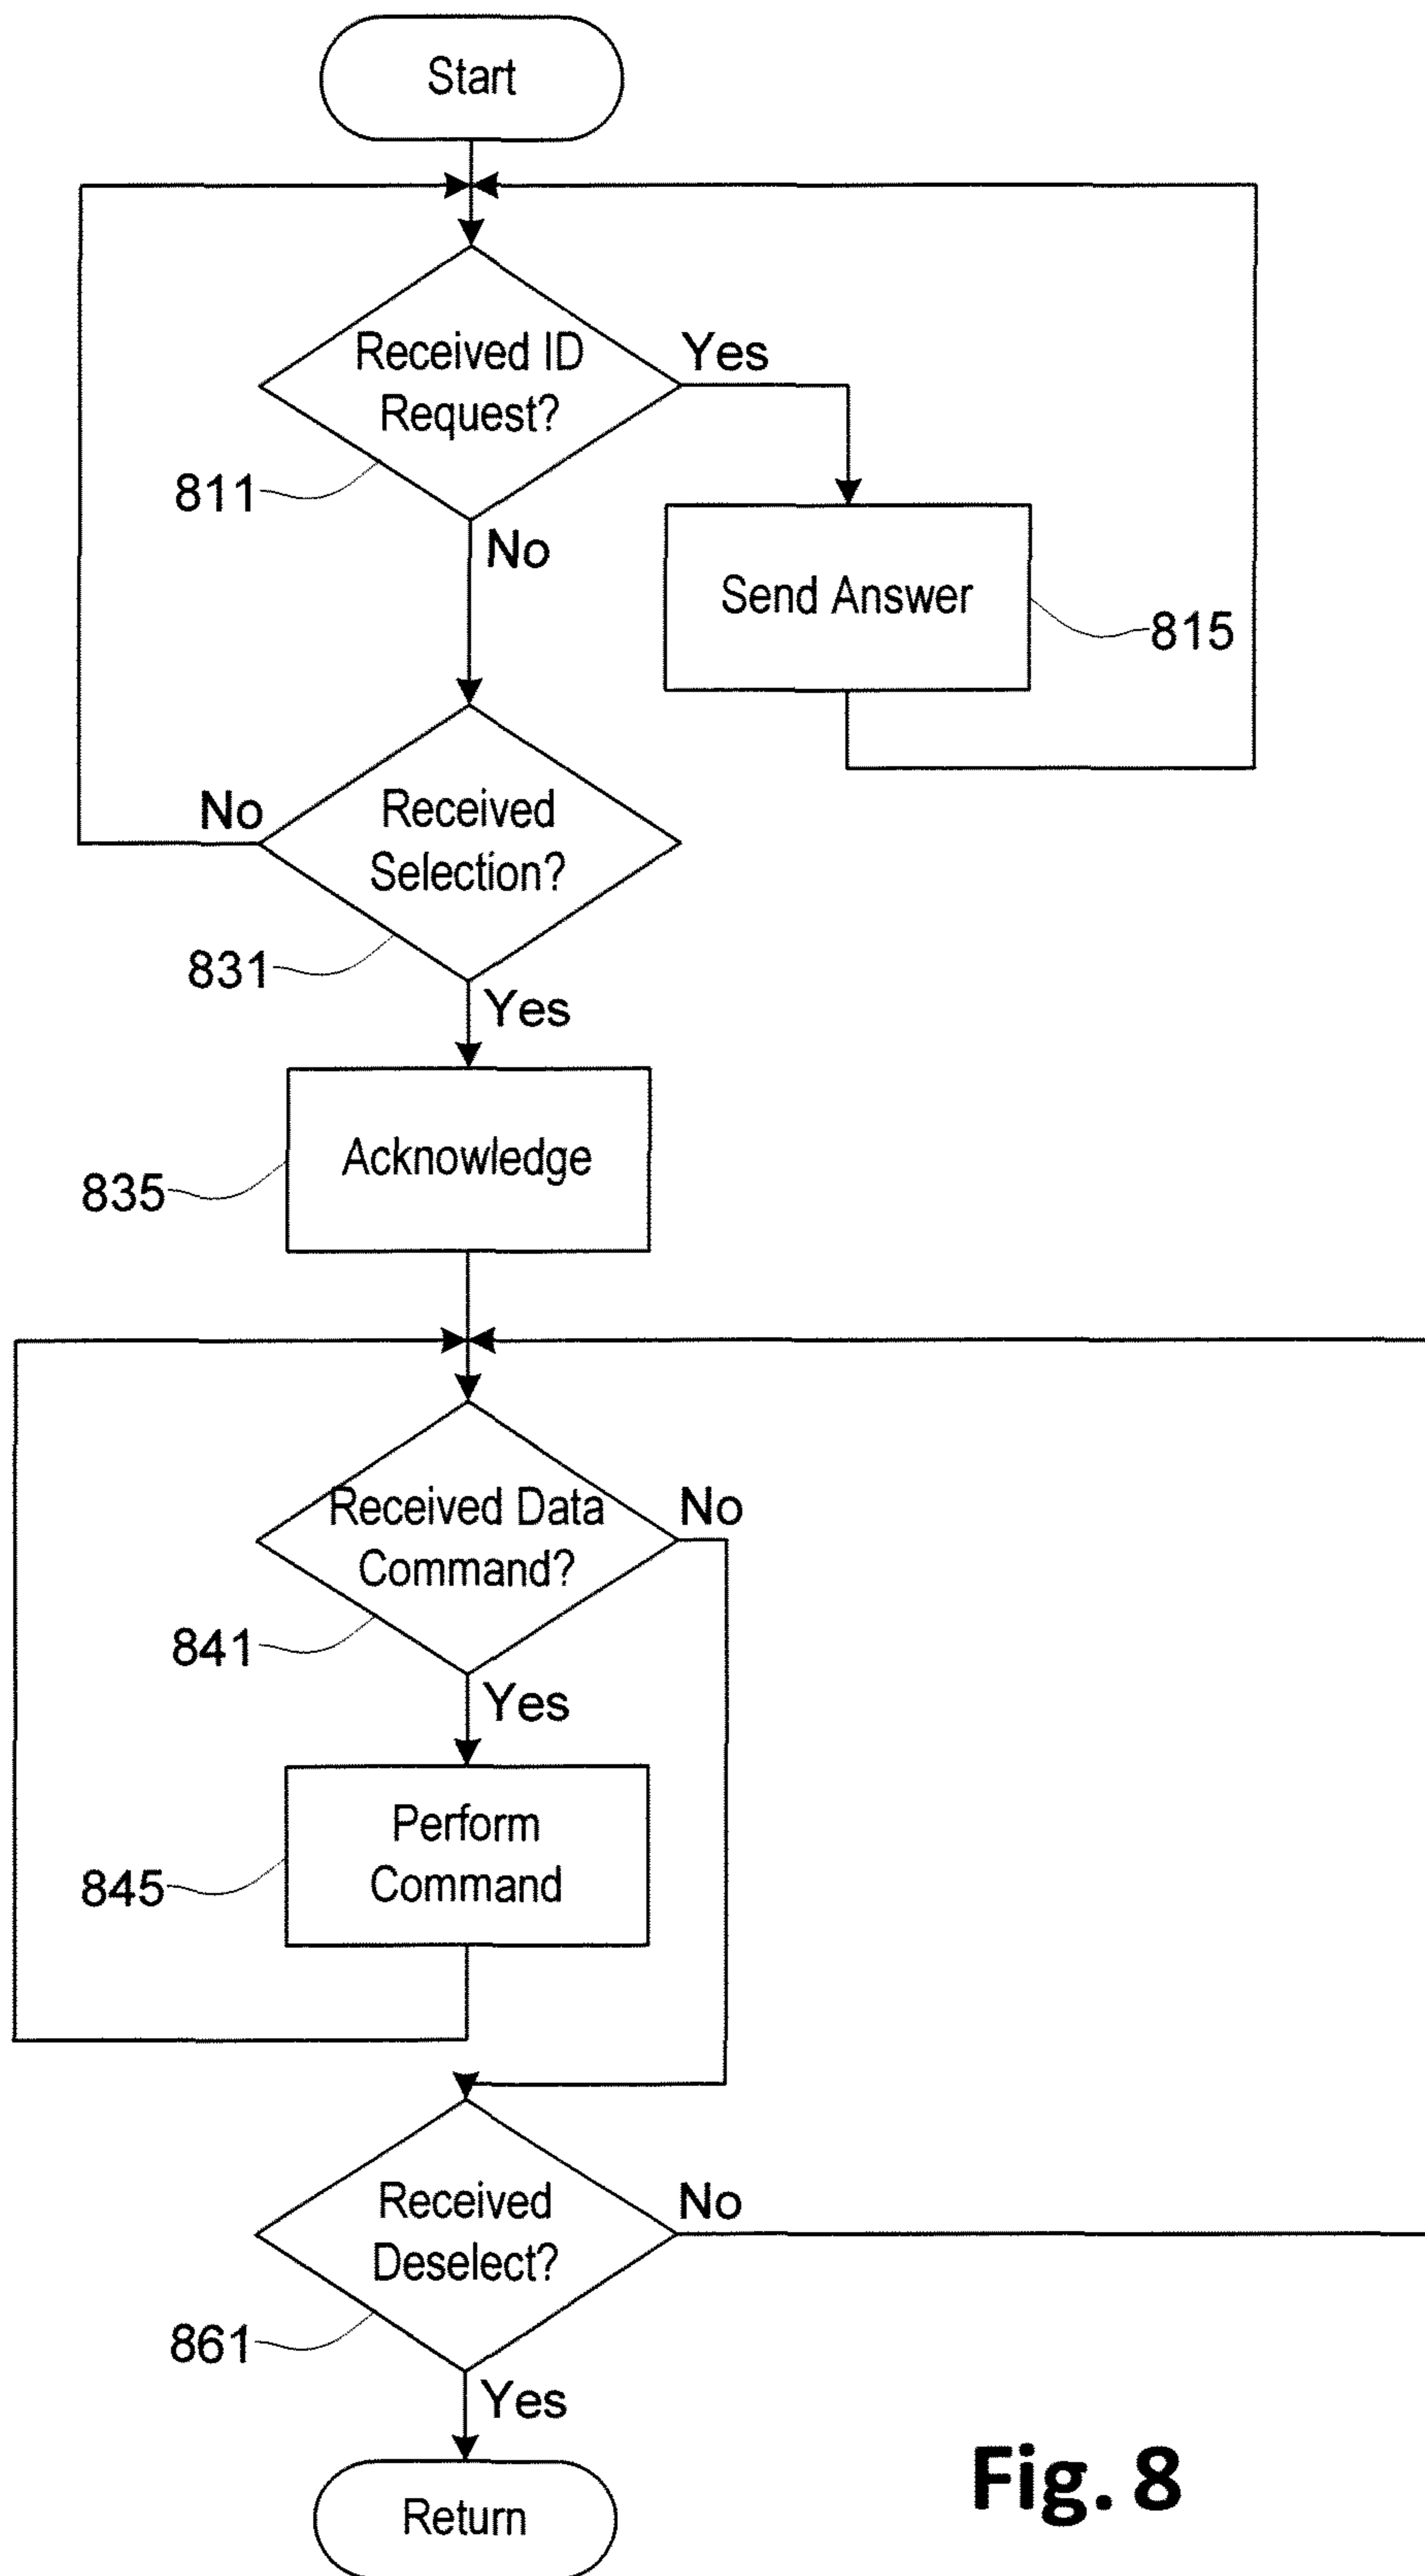 Start
Received ID
Request?
Yes
811
No
Send Answer
815
Received
Selection?
No
831
Yes
Acknowledge
835
Received Data
Command?
No
841
Yes
Perform
Command
845
Received
Deselect?
No
861
Yes
Return
Fig. 8